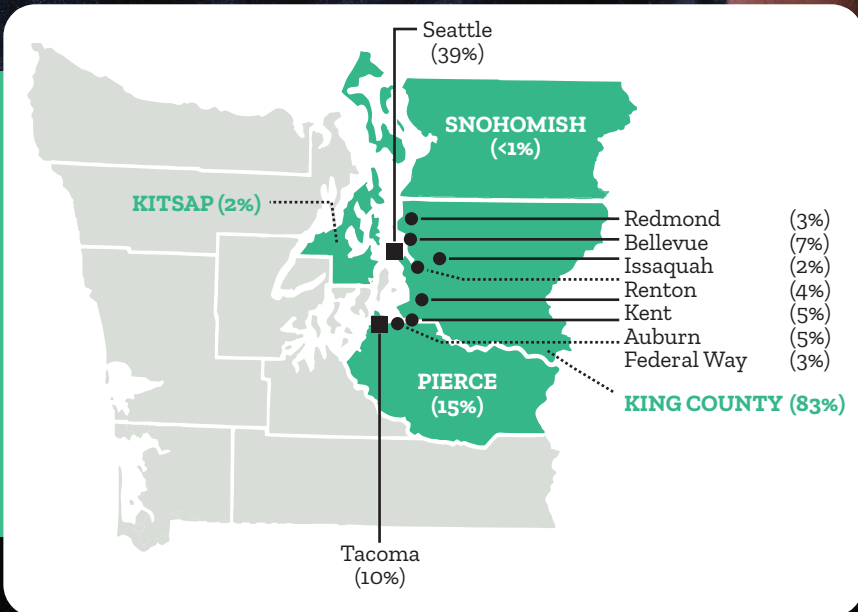 Seattle
(39%)
SNOHOMISH
(<1%)
KITSAP (2%)
Redmond (3%)
Bellevue (7%)
Issaquah (2%)
Renton (4%)
Kent (5%)
Auburn (5%)
Federal Way (3%)
PIERCE
(15%)
KING COUNTY (83%)
Tacoma
(10%)